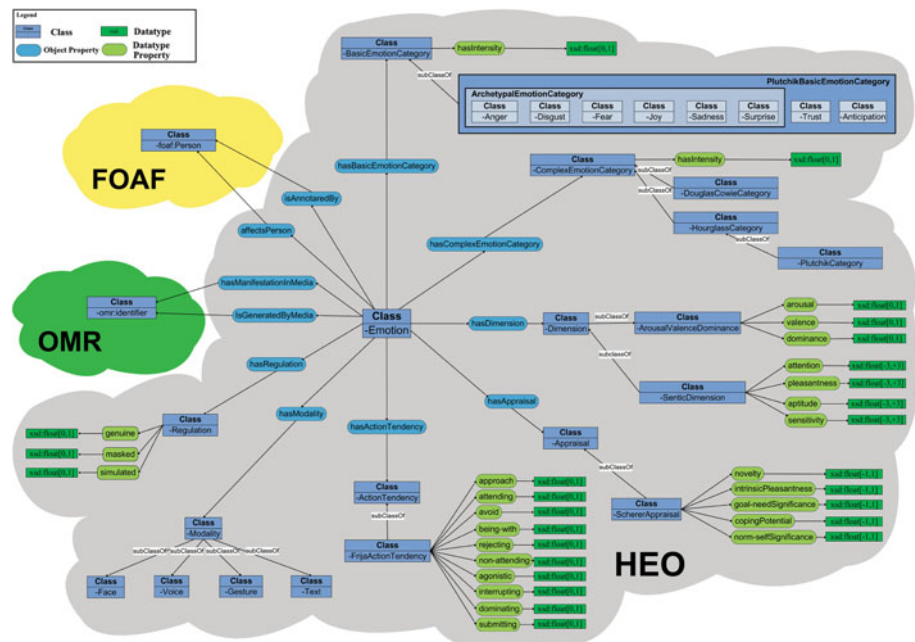 Legend
Class
Class
xsd
Datatype
Object Property
Datatype
Property
Class
-BasicEmotionCategory
hasIntensity
xsd:float[0,1]
subClassOf
PlutchikBasicEmotionCategory
ArchetypalEmotionCategory
Class
-Anger
Class
-Disgust
Class
-Fear
Class
-Joy
Class
-Sadness
Class
-Surprise
Class
-Trust
Class
-Anticipation
Class
-foaf:Person
FOAF
hasBasicEmotionCategory
isAnnotaredBy
affectsPerson
Class
-ComplexEmotionCategory
hasIntensity
xsd:float[0,1]
subClassOf
subClassOf
Class
-DouglasCowieCategory
Class
-HourglassCategory
subClassOf
Class
-PlutchikCategory
hasComplexEmotionCategory
hasManifestationInMedia
Class
-omr:identifier
OMR
isGeneratedByMedia
Class
-Emotion
hasDimension
Class
-Dimension
subClassOf
Class
-ArousalValenceDominance
arousal
xsd:float[0,1]
valence
xsd:float[0,1]
dominance
xsd:float[0,1]
subClassOf
Class
-SenticDimension
attention
xsd:float[-3,+3]
pleasantness
xsd:float[-3,+3]
aptitude
xsd:float[-3,+3]
sensitivity
xsd:float[-3,+3]
hasRegulation
hasModality
hasActionTendency
hasAppraisal
Class
-Regulation
genuine
xsd:float[0,1]
masked
xsd:float[0,1]
simulated
xsd:float[0,1]
Class
-Appraisal
subClassOf
Class
-SchererAppraisal
novelty
xsd:float[-1,1]
intrinsicPleasantness
xsd:float[-1,1]
goal-needSignificance
xsd:float[-1,1]
copingPotential
xsd:float[-1,1]
norm-selfSignificance
xsd:float[-1,1]
Class
-ActionTendency
subClassOf
Class
-FrijaActionTendency
approach
xsd:float[0,1]
attending
xsd:float[0,1]
avoid
xsd:float[0,1]
being-with
xsd:float[0,1]
rejecting
xsd:float[0,1]
non-attending
xsd:float[0,1]
agonistic
xsd:float[0,1]
interrupting
xsd:float[0,1]
dominating
xsd:float[0,1]
submitting
xsd:float[0,1]
Class
-Modality
subClassOf
subClassOf
subClassOf
subClassOf
Class
-Face
Class
-Voice
Class
-Gesture
Class
-Text
HEO